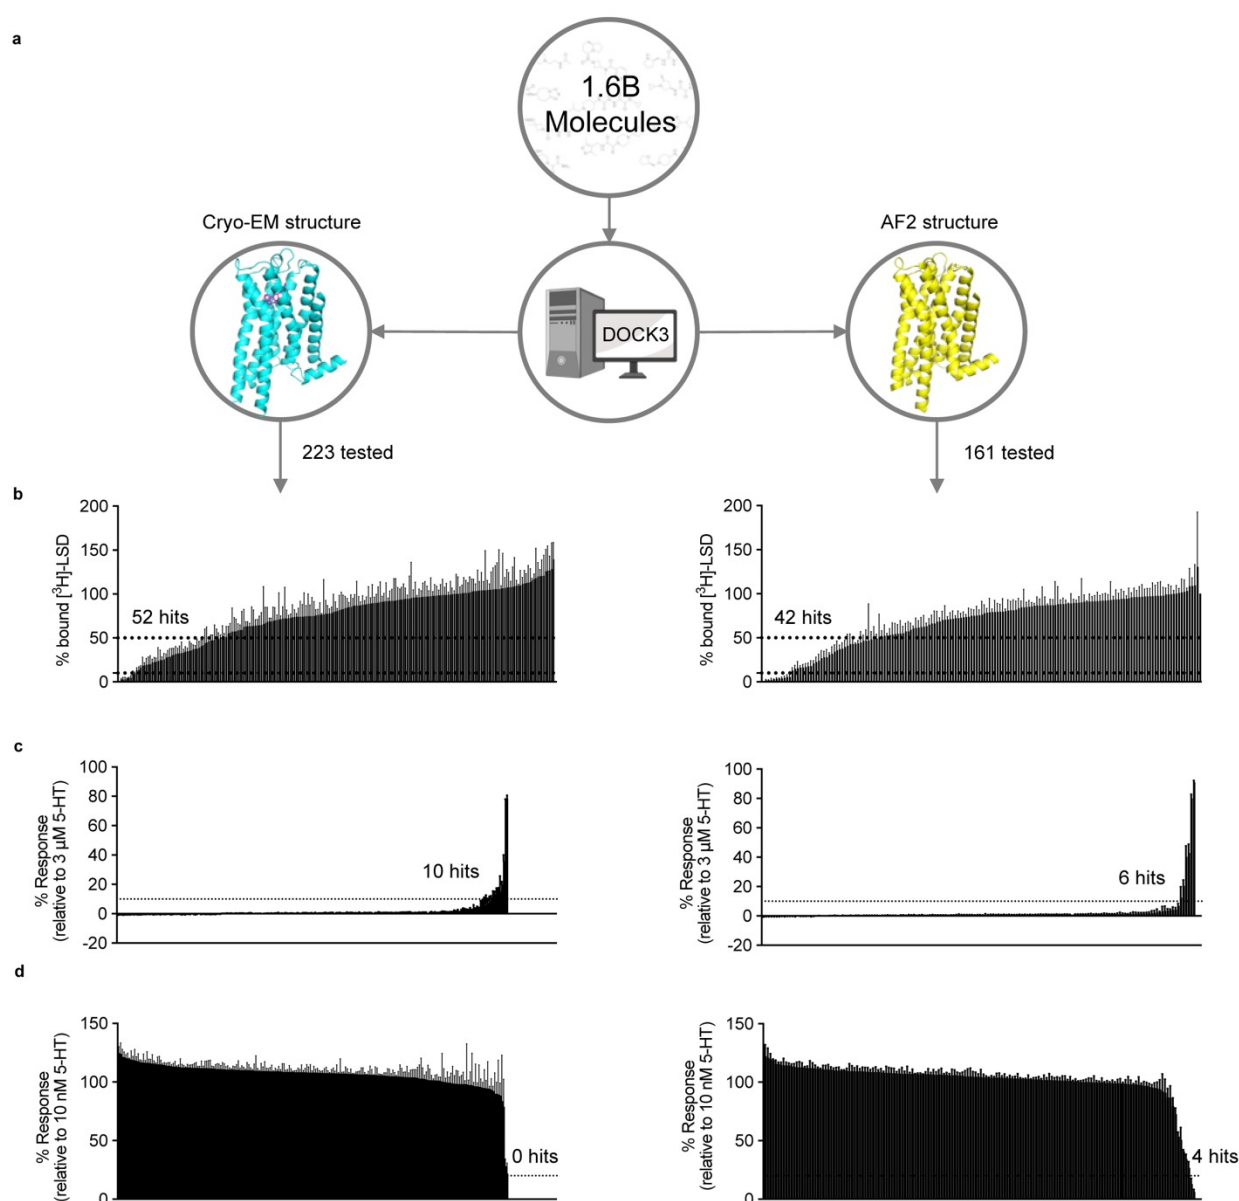 a
1.6B
Molecules
Cryo-EM structure
AF2 structure
DOCK3
223 tested
161 tested
b
% bound [³H]-LSD
200
150
100
50
0
52 hits
% bound [³H]-LSD
200
150
100
50
0
42 hits
c
% Response
(relative to 3 µM 5-HT)
100
80
60
40
20
0
-20
10 hits
% Response
(relative to 3 µM 5-HT)
100
80
60
40
20
0
-20
6 hits
d
% Response
(relative to 10 nM 5-HT)
150
100
50
0
0 hits
% Response
(relative to 10 nM 5-HT)
150
100
50
0
4 hits